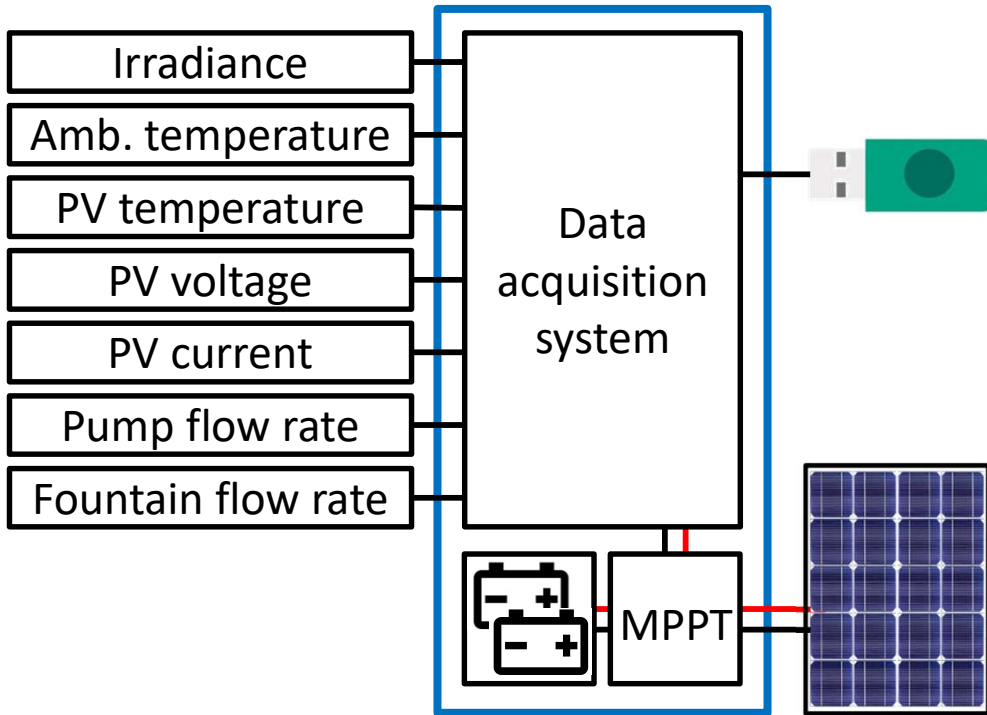 Irradiance
Amb. temperature
PV temperature
PV voltage
PV current
Pump flow rate
Fountain flow rate
Data
acquisition
system
MPPT